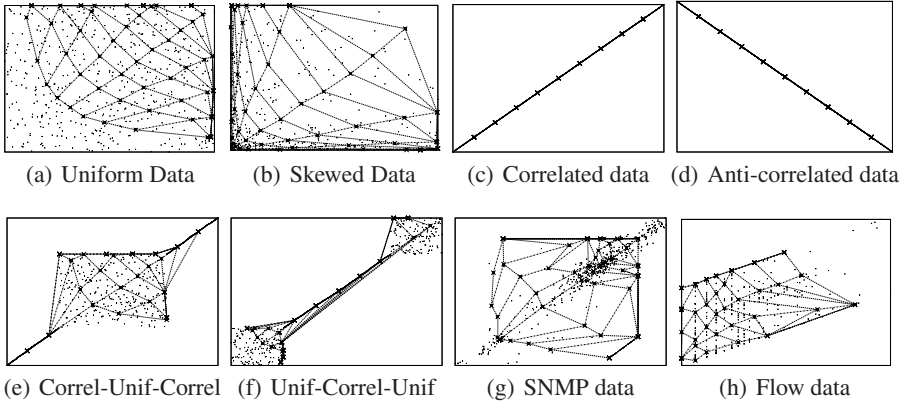 (a) Uniform Data (b) Skewed Data (c) Correlated data (d) Anti-correlated data
(e) Correl-Unif-Correl (f) Unif-Correl-Unif (g) SNMP data (h) Flow data